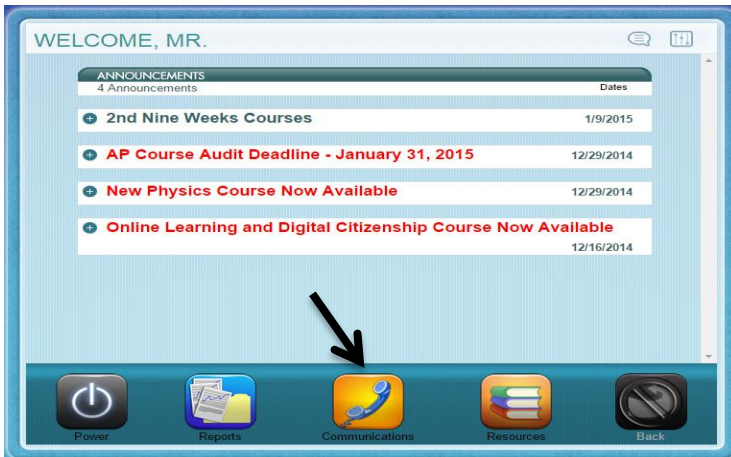 WELCOME, MR.
ANNOUNCEMENTS
4 Announcements Dates
2nd Nine Weeks Courses 1/9/2015
AP Course Audit Deadline - January 31, 2015 12/29/2014
New Physics Course Now Available 12/29/2014
Online Learning and Digital Citizenship Course Now Available
12/16/2014
Power Reports Communications Resources Back